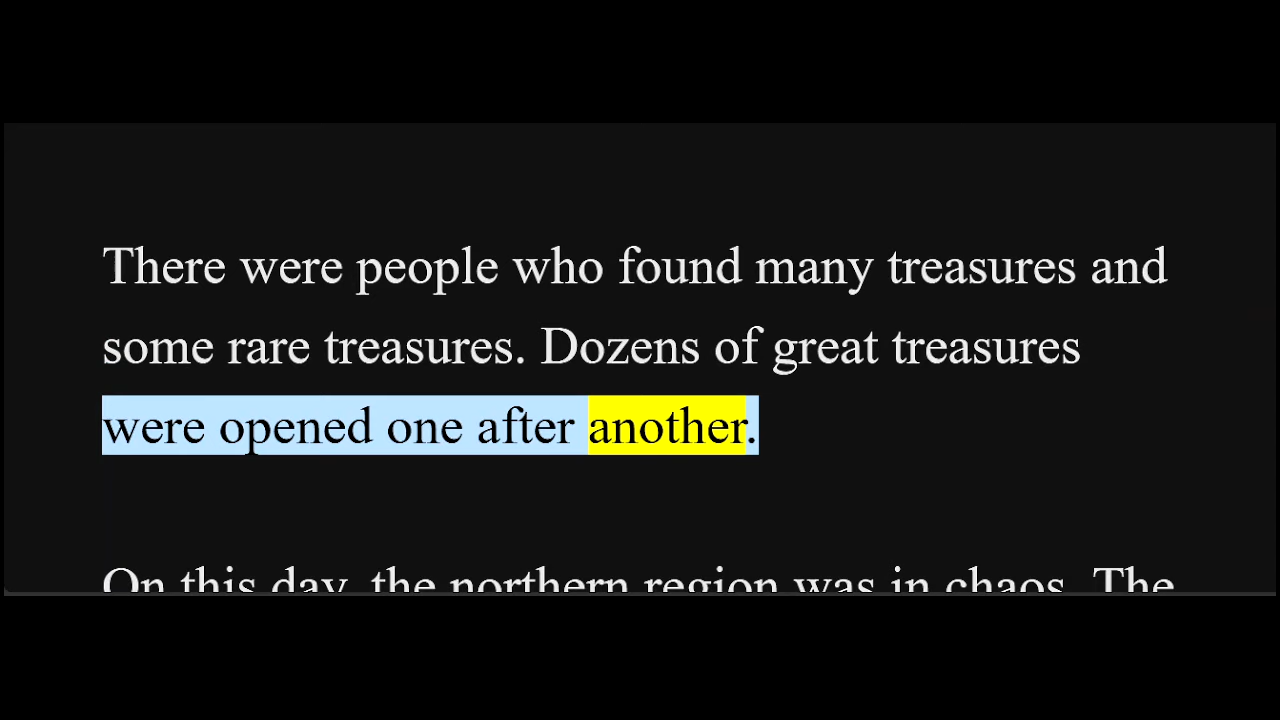 There were people who found many treasures and
some rare treasures. Dozens of great treasures
were opened one after another.
On this day, the northern region was in chaos. The